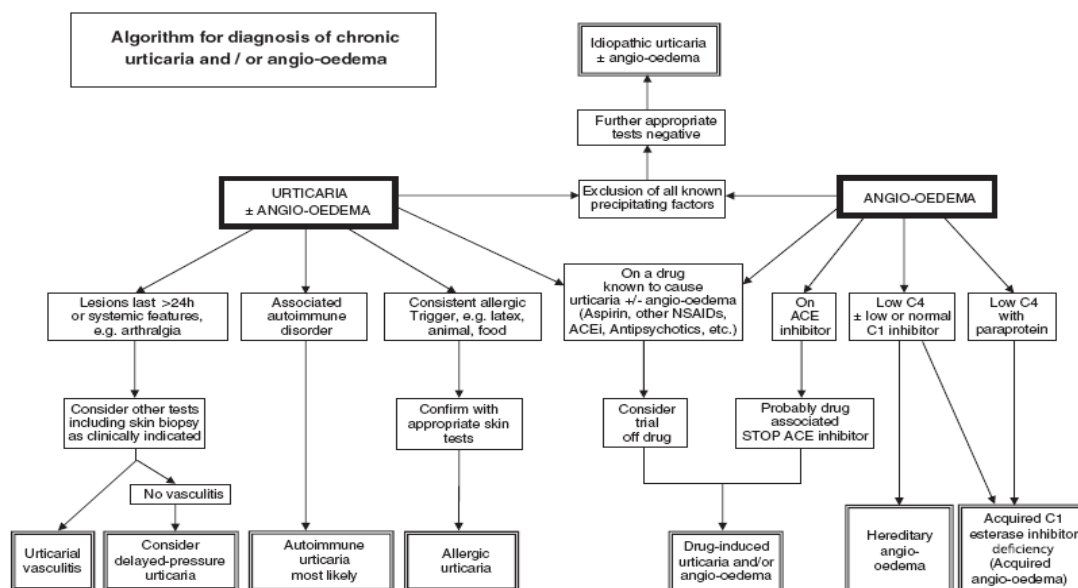 Algorithm for diagnosis of chronic
urticaria and / or angio-oedema
Idiopathic urticaria
± angio-oedema
Further appropriate
tests negative
Exclusion of all known
precipitating factors
URTICARIA
± ANGIO-OEDEMA
ANGIO-OEDEMA
Lesions last >24h
or systemic features,
e.g. arthralgia
Associated
autoimmune
disorder
Consistent allergic
Trigger, e.g. latex,
animal, food
On a drug
known to cause
urticaria +/- angio-oedema
(Aspirin, other NSAIDs,
ACEi, Antipsychotics, etc.)
On
ACE
inhibitor
Low C4
± low or normal
C1 inhibitor
Low C4
with
paraprotein
Consider other tests
including skin biopsy
as clinically indicated
Confirm with
appropriate skin
tests
Consider
trial
off drug
Probably drug
associated
STOP ACE inhibitor
No vasculitis
Urticarial
vasculitis
Consider
delayed-pressure
urticaria
Autoimmune
urticaria
most likely
Allergic
urticaria
Drug-induced
urticaria and/or
angio-oedema
Hereditary
angio-
oedema
Acquired C1
esterase inhibitor
deficiency
(Acquired
angio-oedema)